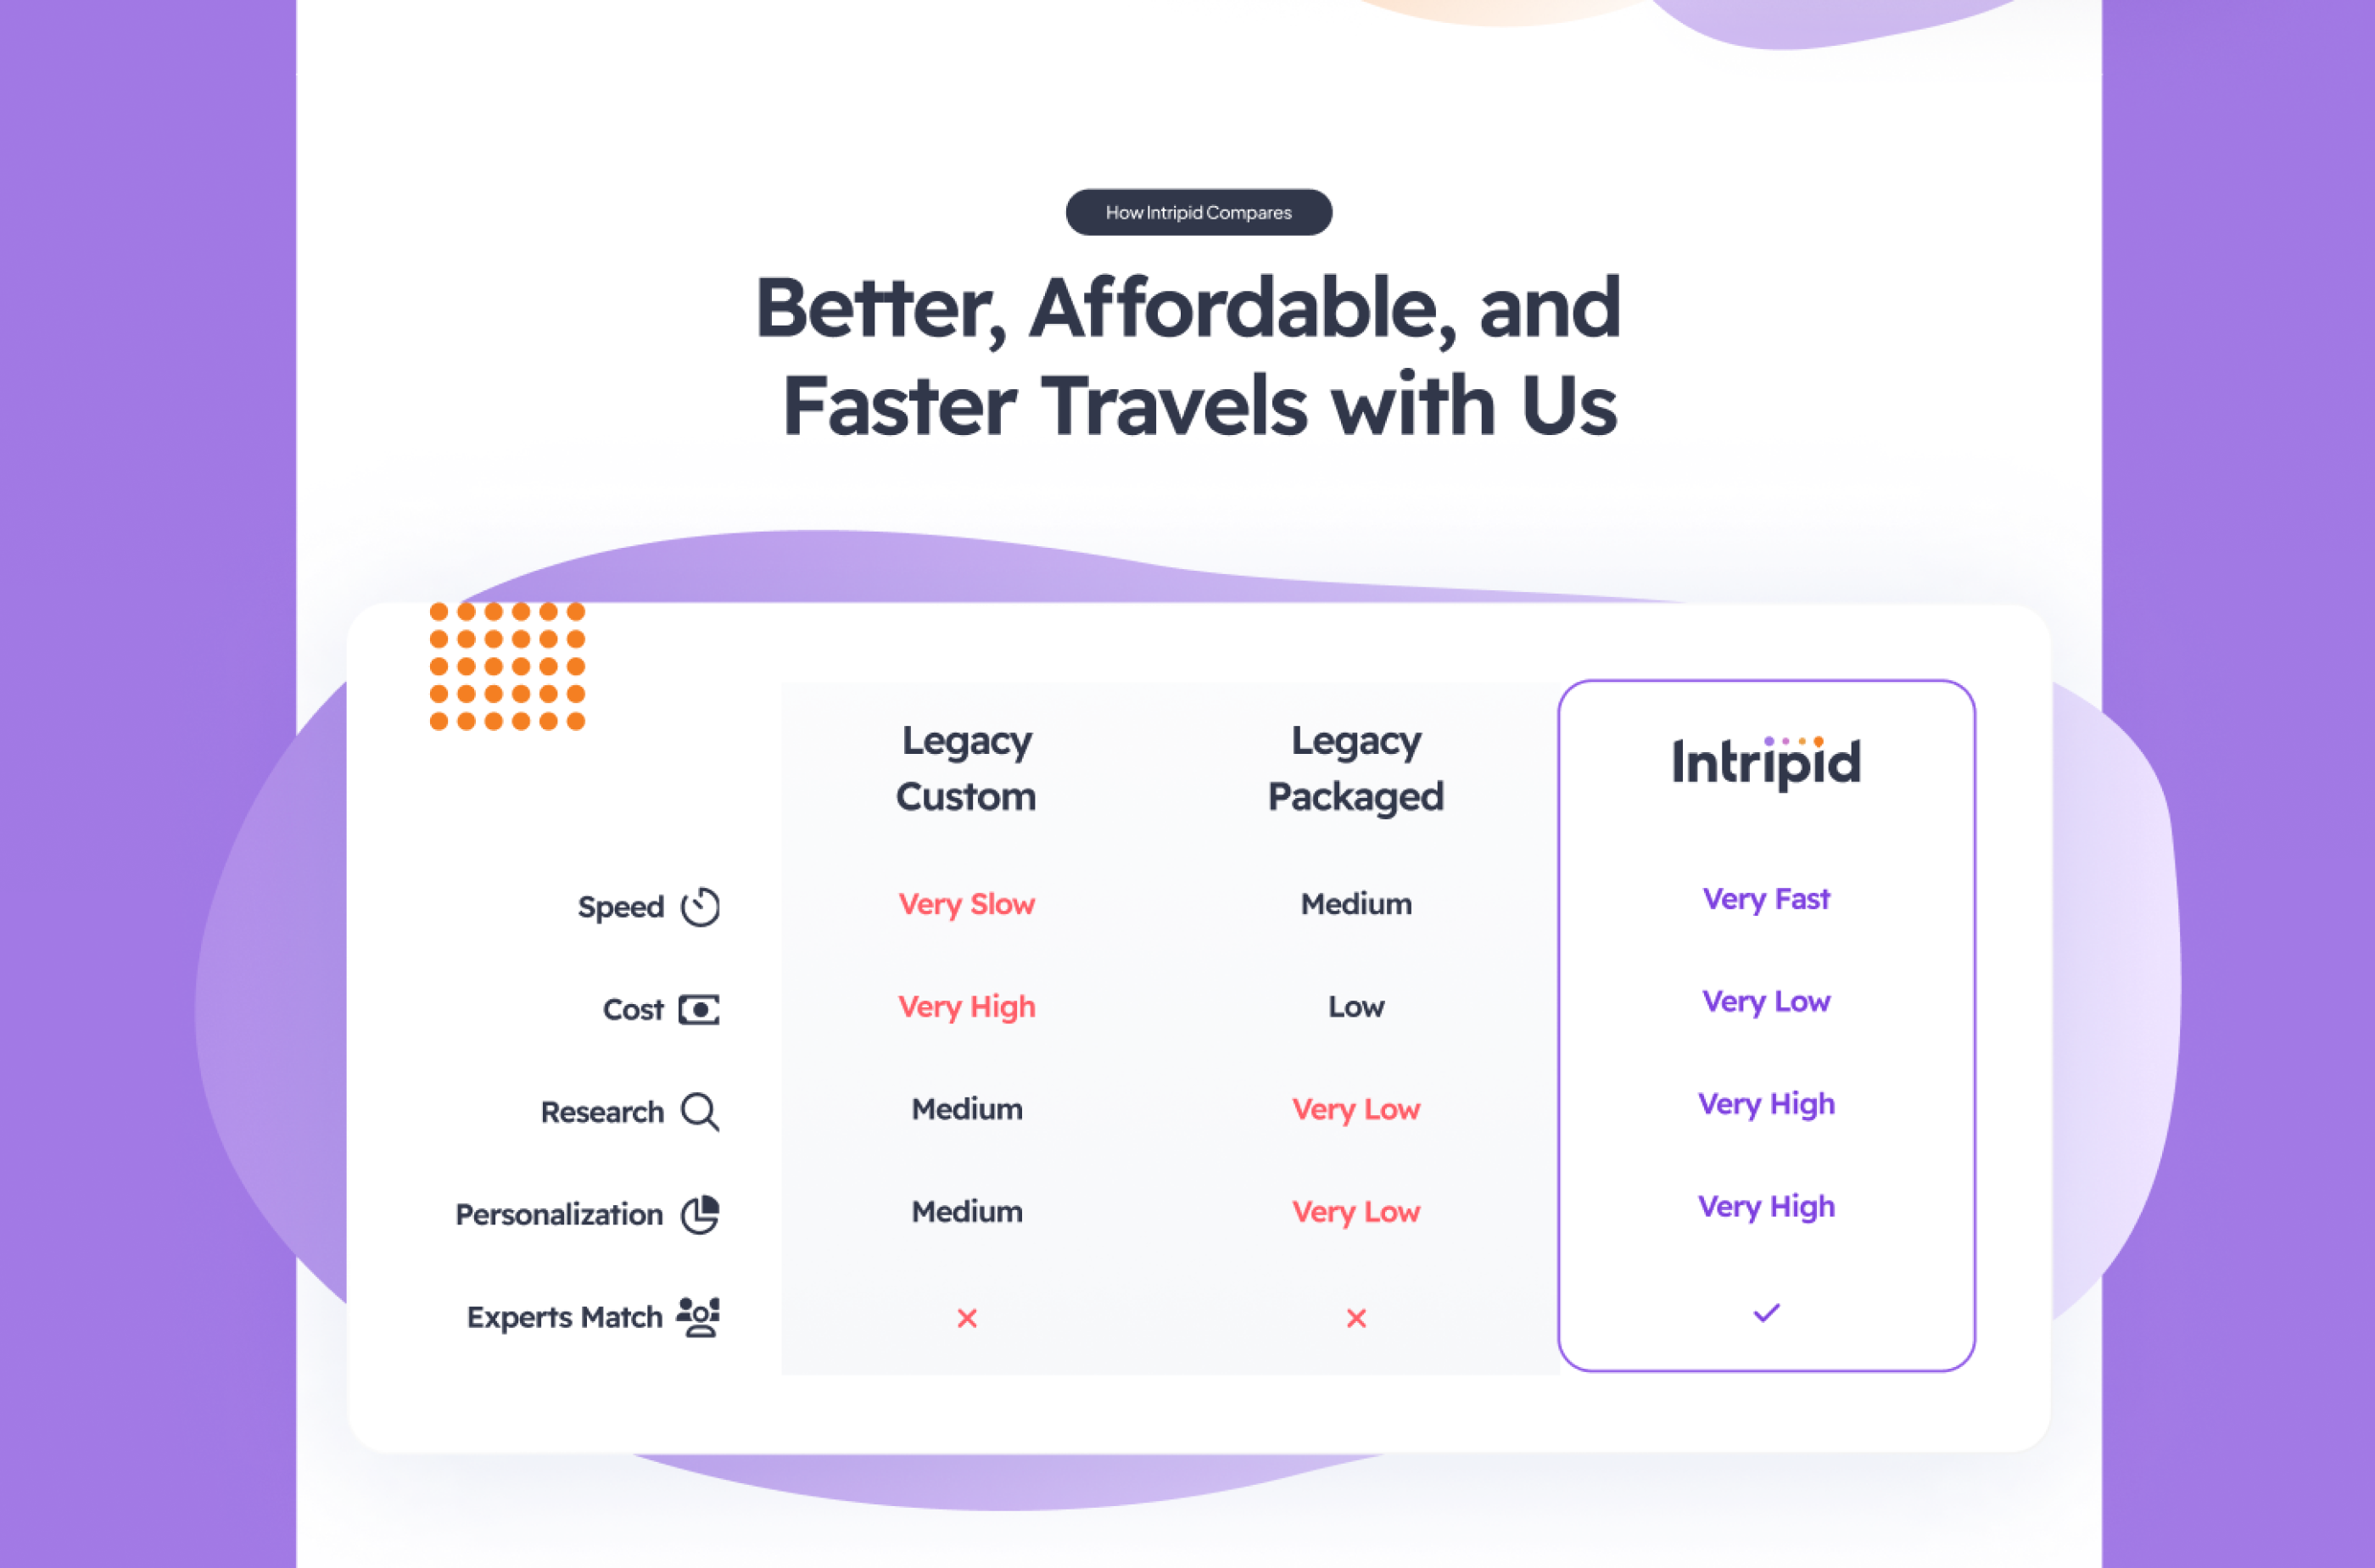 How Intripid Compares
Better, Affordable, and
Faster Travels with Us
Legacy Custom
Legacy Packaged
Intripid
Speed Very Slow Medium Very Fast
Cost Very High Low Very Low
Research Medium Very Low Very High
Personalization Medium Very Low Very High
Experts Match